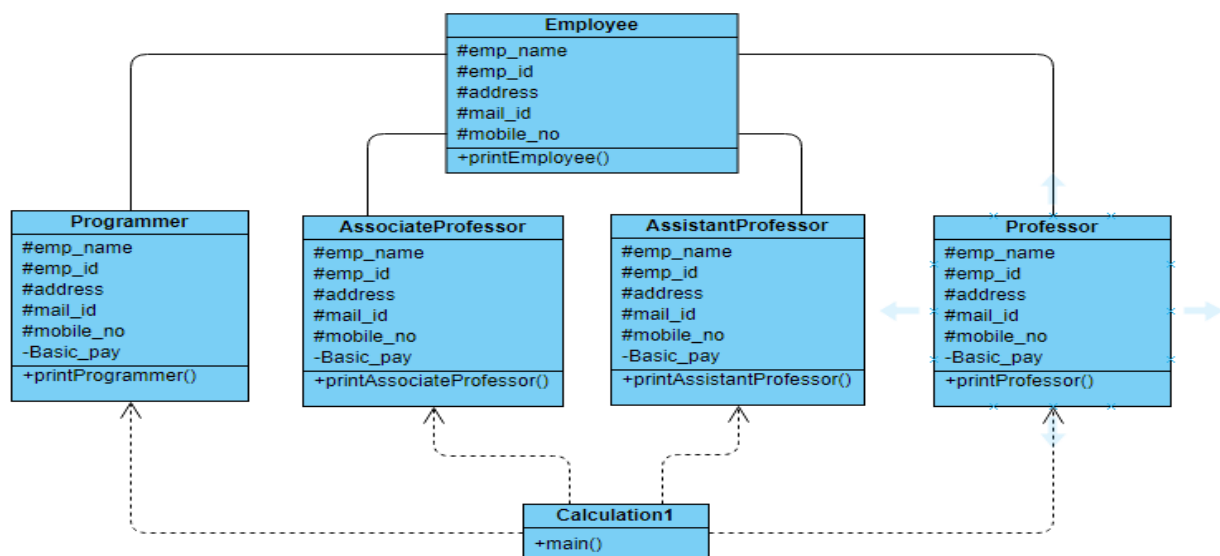 Employee
#emp_name
#emp_id
#address
#mail_id
#mobile_no
+printEmployee()
Programmer
#emp_name
#emp_id
#address
#mail_id
#mobile_no
-Basic_pay
+printProgrammer()
AssociateProfessor
#emp_name
#emp_id
#address
#mail_id
#mobile_no
-Basic_pay
+printAssociateProfessor()
AssistantProfessor
#emp_name
#emp_id
#address
#mail_id
#mobile_no
-Basic_pay
+printAssistantProfessor()
Professor
#emp_name
#emp_id
#address
#mail_id
#mobile_no
-Basic_pay
+printProfessor()
Calculation1
+main()